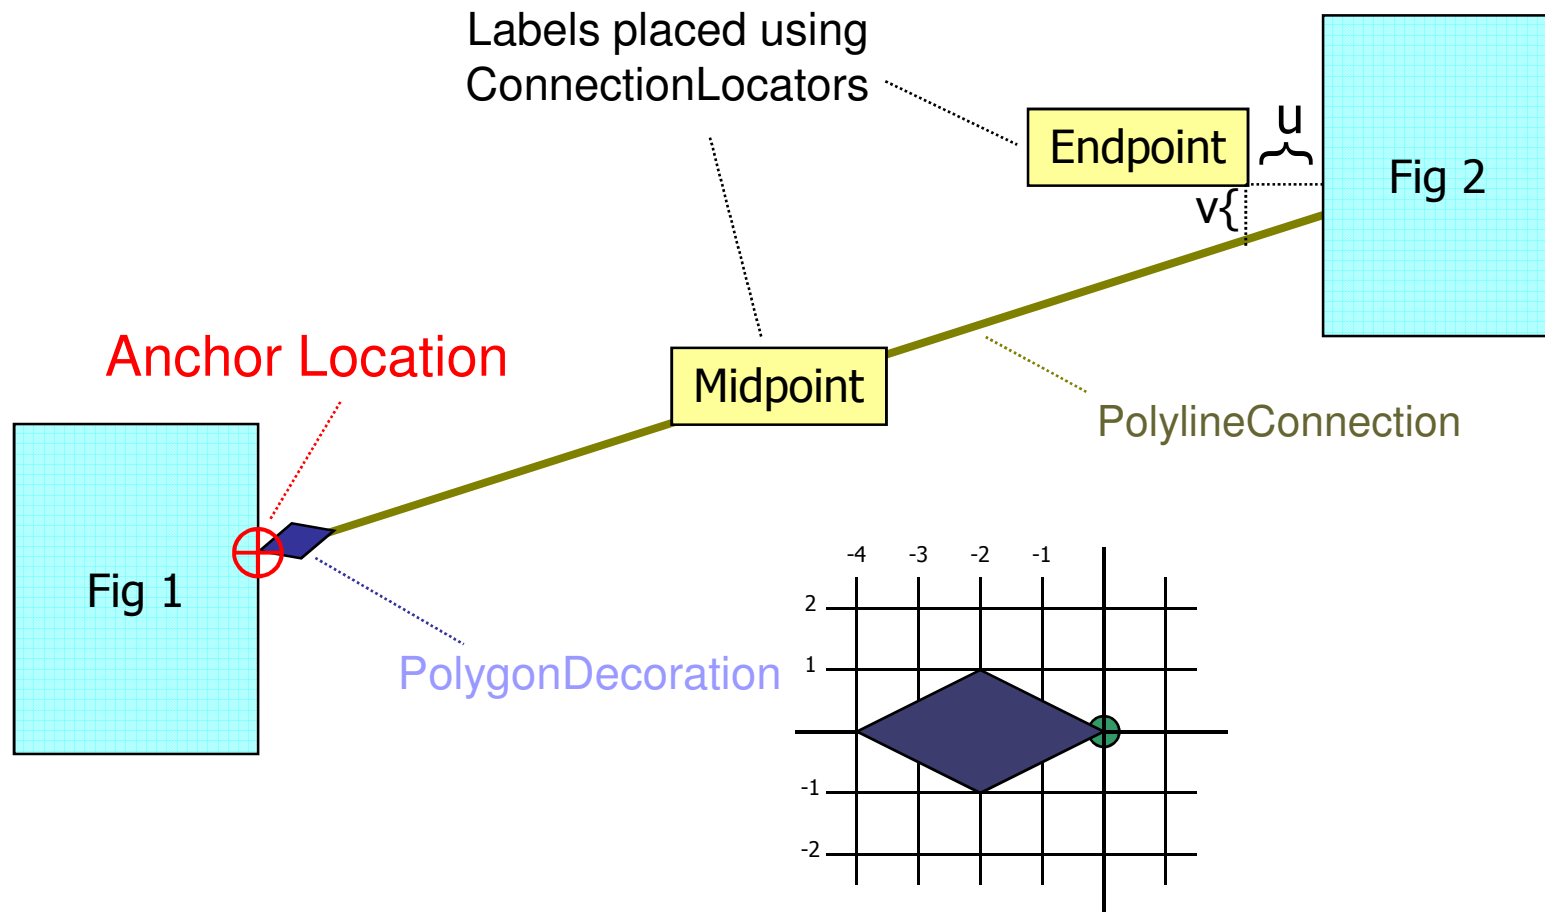 Labels placed using
ConnectionLocators
Endpoint
u
v{
Fig 2
Anchor Location
Midpoint
PolylineConnection
Fig 1
PolygonDecoration
-4 -3 -2 -1
2
1
-1
-2